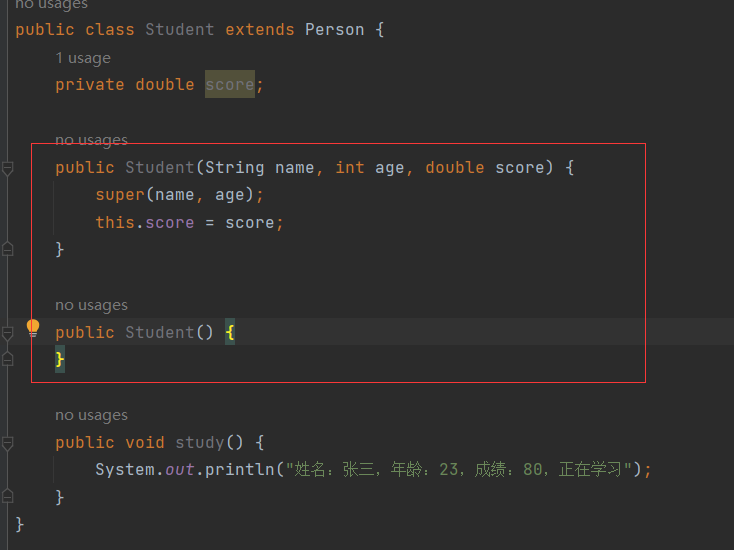 no usages
public class Student extends Person {
1 usage
private double score;
no usages
public Student(String name, int age, double score) {
super(name, age);
this.score = score;
}
no usages
public Student() {
}
no usages
public void study() {
System.out.println("姓名：张三，年龄：23，成绩：80，正在学习");
}
}